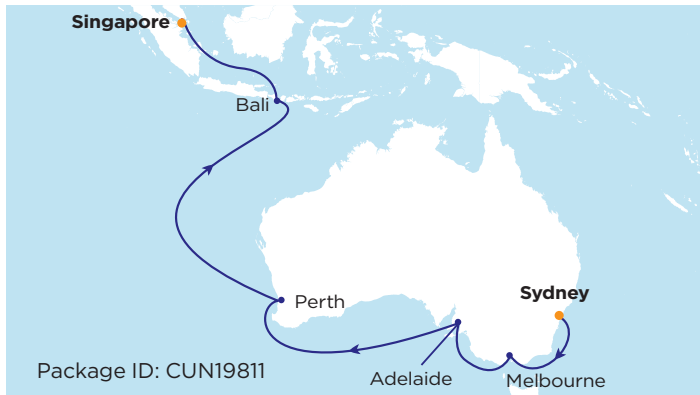 Singapore
Bali
Perth
Sydney
Package ID: CUN19811
Adelaide
Melbourne